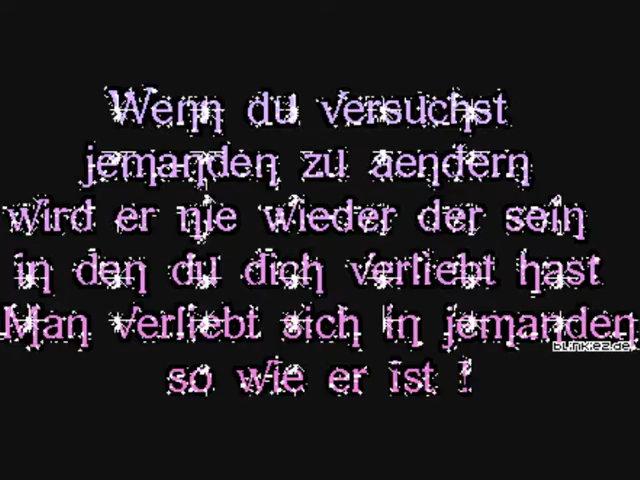 Wenn du versuchst
jemanden zu aendern
wird er nie wieder der sein
in den du dich verliebt hast
Man verliebt sich in jemanden
blinkiez.de
so wie er ist !